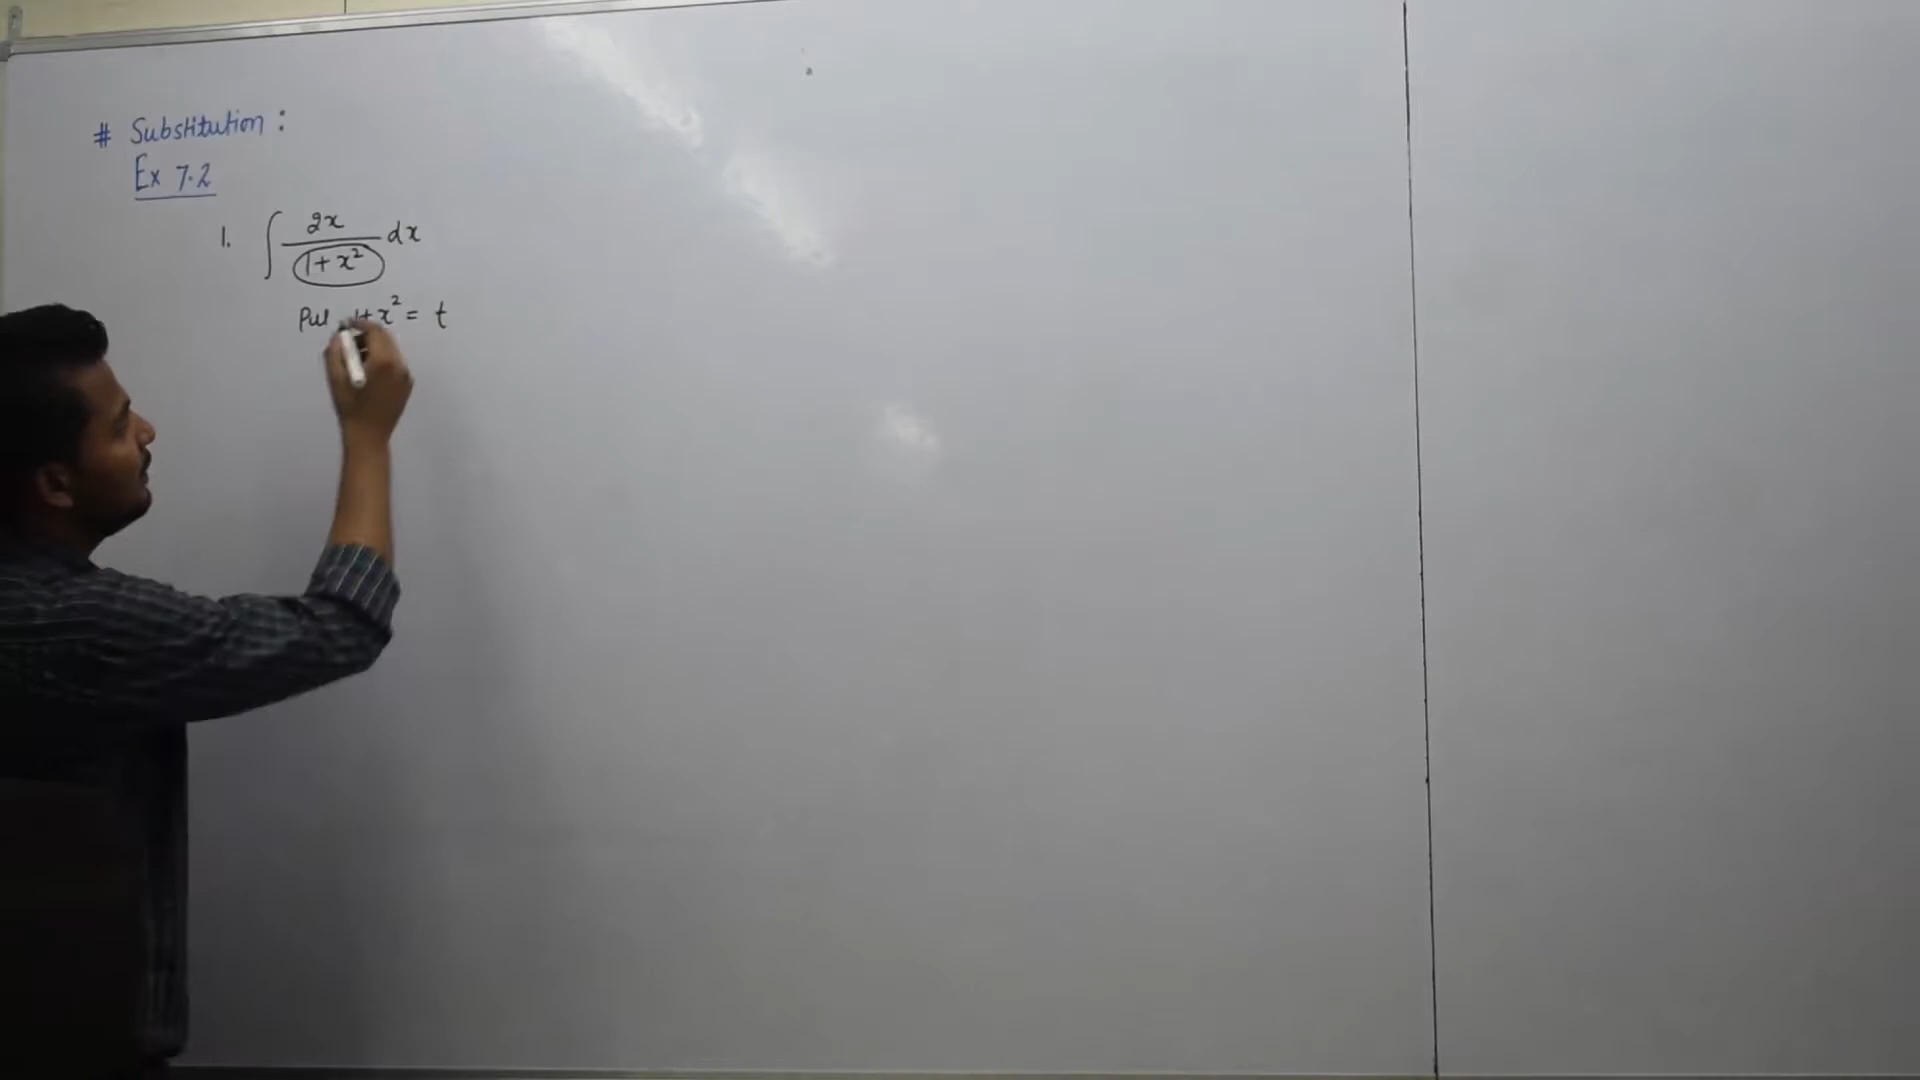 # Substitution :
Ex 7.2
1. ∫ 2x / 1+x² dx
Put 1+x² = t